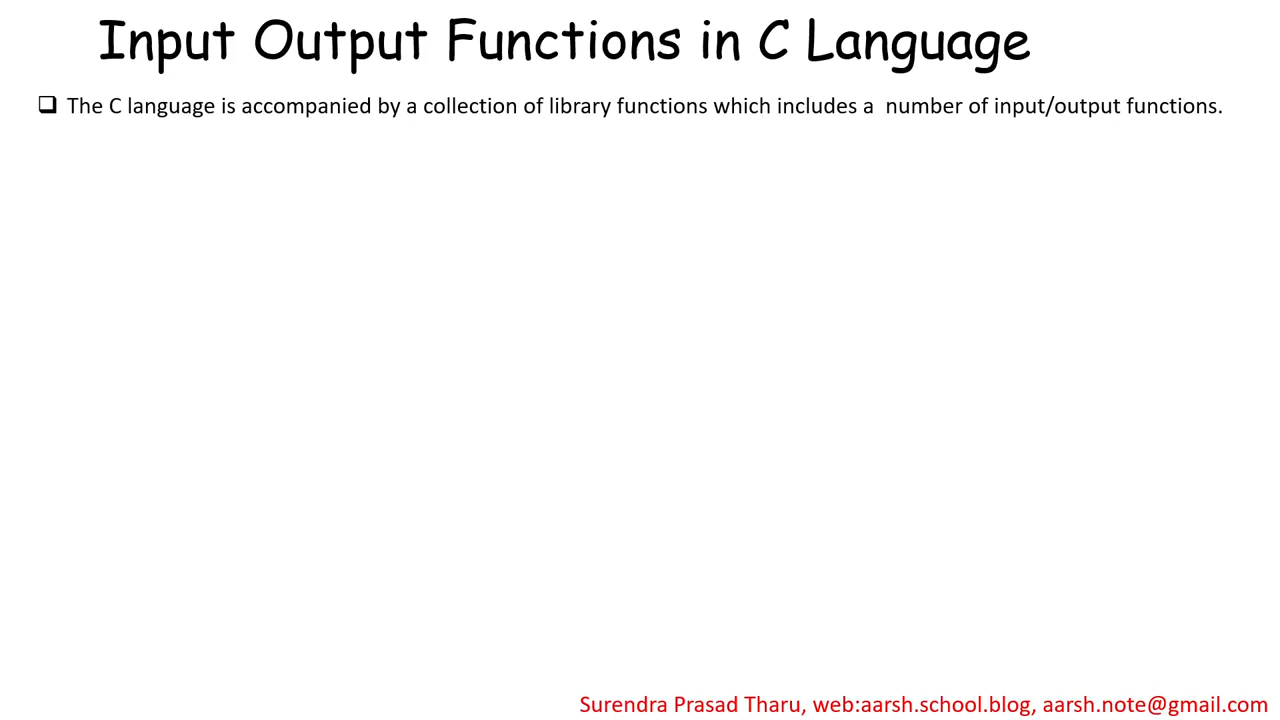 Input Output Functions in C Language
❑ The C language is accompanied by a collection of library functions which includes a  number of input/output functions.
Surendra Prasad Tharu, web:aarsh.school.blog, aarsh.note@gmail.com